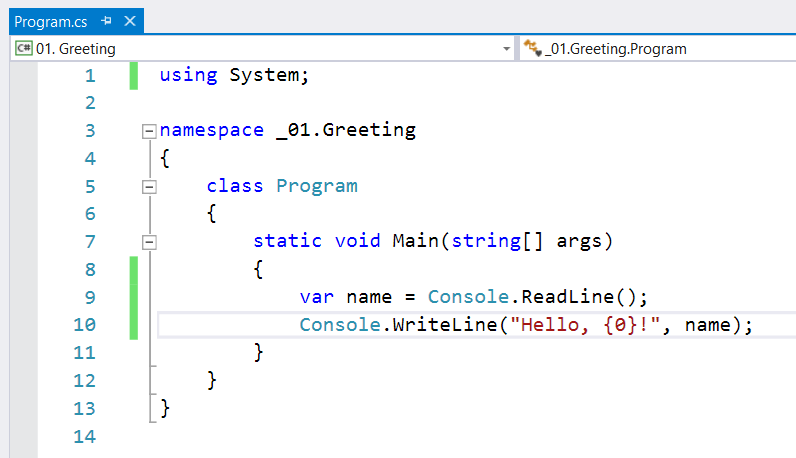 Program.cs
C# 01. Greeting _01.Greeting.Program
1 using System;
2
3 namespace _01.Greeting
4 {
5     class Program
6     {
7         static void Main(string[] args)
8         {
9             var name = Console.ReadLine();
10             Console.WriteLine("Hello, {0}!", name);
11         }
12     }
13 }
14